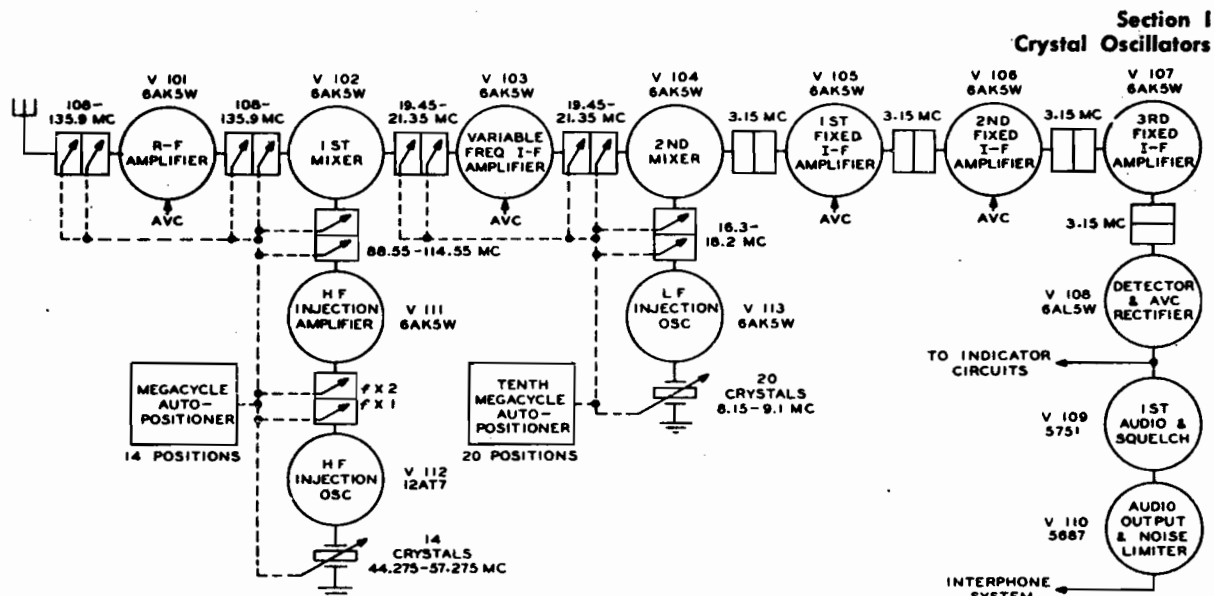 Section I
Crystal Oscillators
V 101
6AK5W
V 102
6AK5W
V 103
6AK5W
V 104
6AK5W
V 105
6AK5W
V 106
6AK5W
V 107
6AK5W
108-
135.9 MC
R-F
AMPLIFIER
108-
135.9 MC
1ST
MIXER
19.45-
21.35 MC
VARIABLE
FREQ I-F
AMPLIFIER
19.45-
21.35 MC
2ND
MIXER
3.15 MC
1ST
FIXED
I-F
AMPLIFIER
3.15 MC
2ND
FIXED
I-F
AMPLIFIER
3.15 MC
3RD
FIXED
I-F
AMPLIFIER
AVC
AVC
AVC
AVC
88.55-114.55 MC
16.3-
18.2 MC
3.15 MC
HF
INJECTION
AMPLIFIER
V 111
6AK5W
LF
INJECTION
OSC
V 113
6AK5W
V 108
6AL5W
DETECTOR
& AVC
RECTIFIER
TO INDICATOR
CIRCUITS
MEGACYCLE
AUTO-
POSITIONER
14 POSITIONS
f X 2
f X 1
TENTH
MEGACYCLE
AUTO-
POSITIONER
20 POSITIONS
20
CRYSTALS
8.15-9.1 MC
V 109
5751
1ST
AUDIO &
SQUELCH
HF
INJECTION
OSC
V 112
12AT7
V 110
5687
AUDIO
OUTPUT
& NOISE
LIMITER
14
CRYSTALS
44.275-57.275 MC
INTERPHONE
SYSTEM